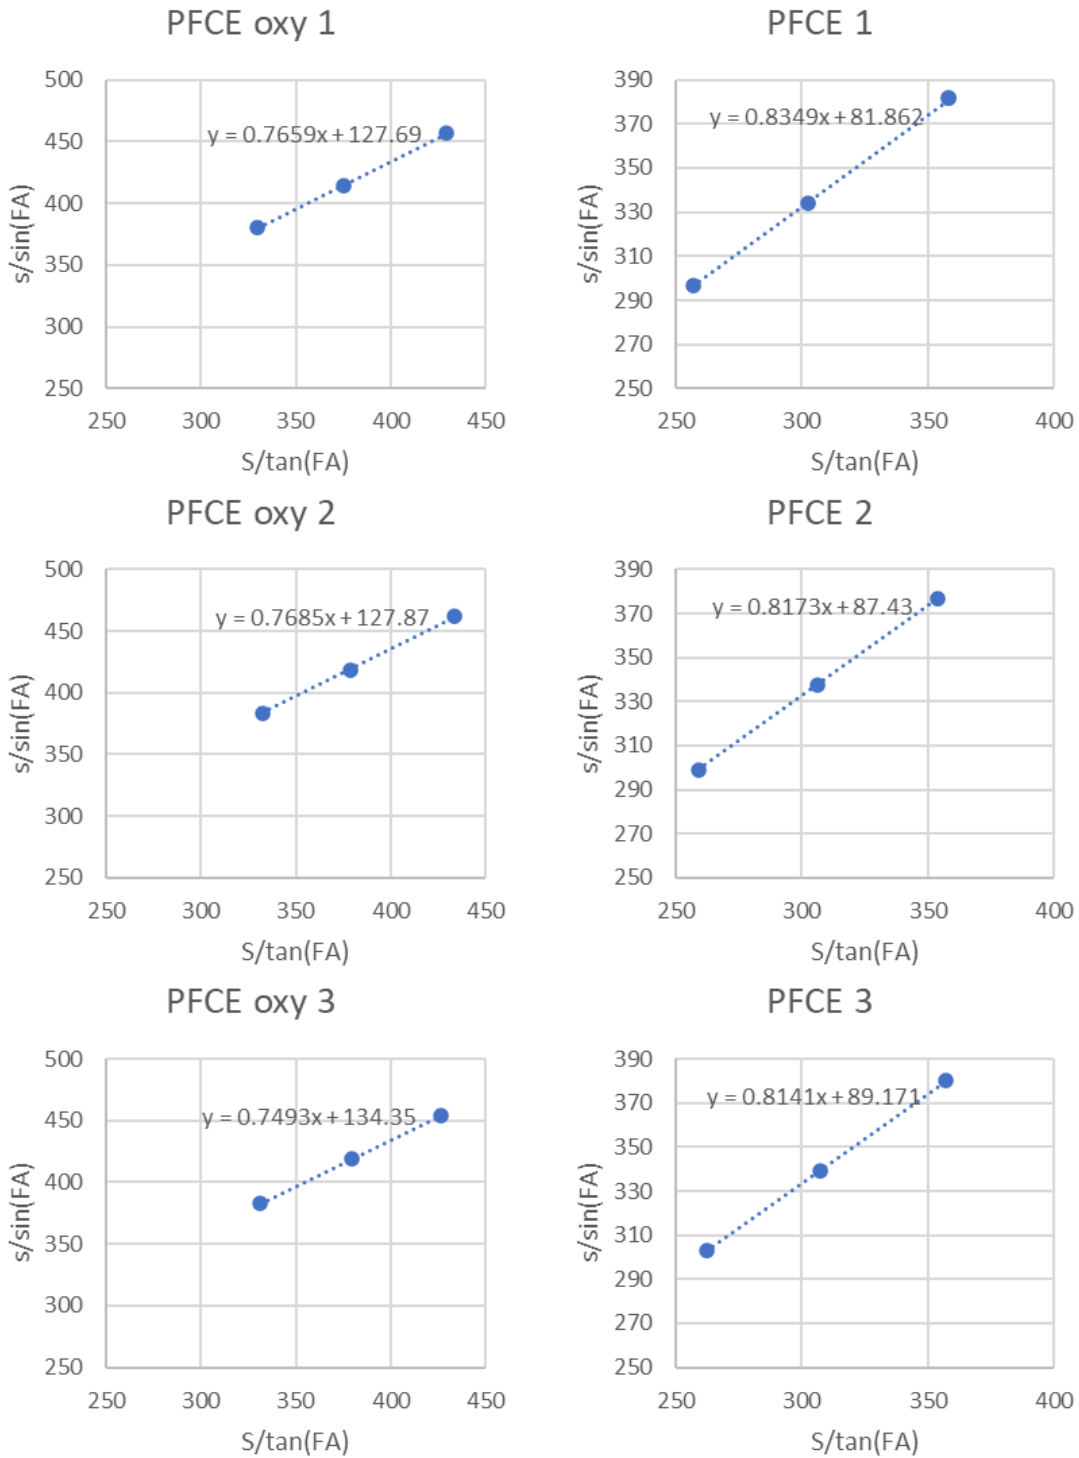 PFCE oxy 1
500
450
400
350
300
250
y = 0.7659x + 127.69
s/sin(FA)
250 300 350 400 450
S/tan(FA)
PFCE 1
390
370
350
330
310
290
270
250
y = 0.8349x + 81.862
s/sin(FA)
250 300 350 400
S/tan(FA)
PFCE oxy 2
500
450
400
350
300
250
y = 0.7685x + 127.87
s/sin(FA)
250 300 350 400 450
S/tan(FA)
PFCE 2
390
370
350
330
310
290
270
250
y = 0.8173x + 87.43
s/sin(FA)
250 300 350 400
S/tan(FA)
PFCE oxy 3
500
450
400
350
300
250
y = 0.7493x + 134.35
s/sin(FA)
250 300 350 400 450
S/tan(FA)
PFCE 3
390
370
350
330
310
290
270
250
y = 0.8141x + 89.171
s/sin(FA)
250 300 350 400
S/tan(FA)